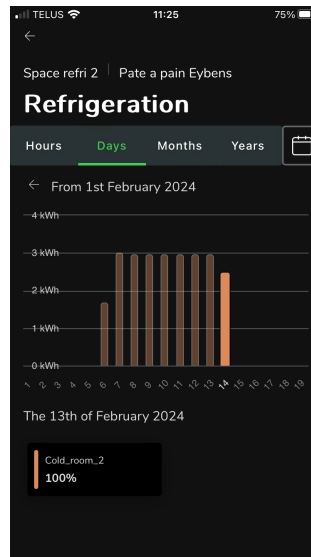 TELUS 11:25 75%
Space refri 2 Pate a pain Eybens
Refrigeration
Hours Days Months Years
From 1st February 2024
4 kWh
3 kWh
2 kWh
1 kWh
0 kWh
1 2 3 4 5 6 7 8 9 10 11 12 13 14 15 16 17 18 19
The 13th of February 2024
Cold_room_2
100%